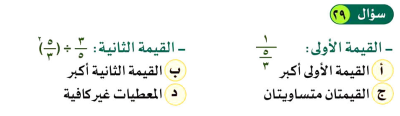 سؤال ٢٩
- القيمة الأولى: ١/(٥/٣) - القيمة الثانية: ٣/٥ ÷ (٥/٣)^٢
أ القيمة الأولى أكبر ب القيمة الثانية أكبر
ج القيمتان متساويتان د المعطيات غير كافية